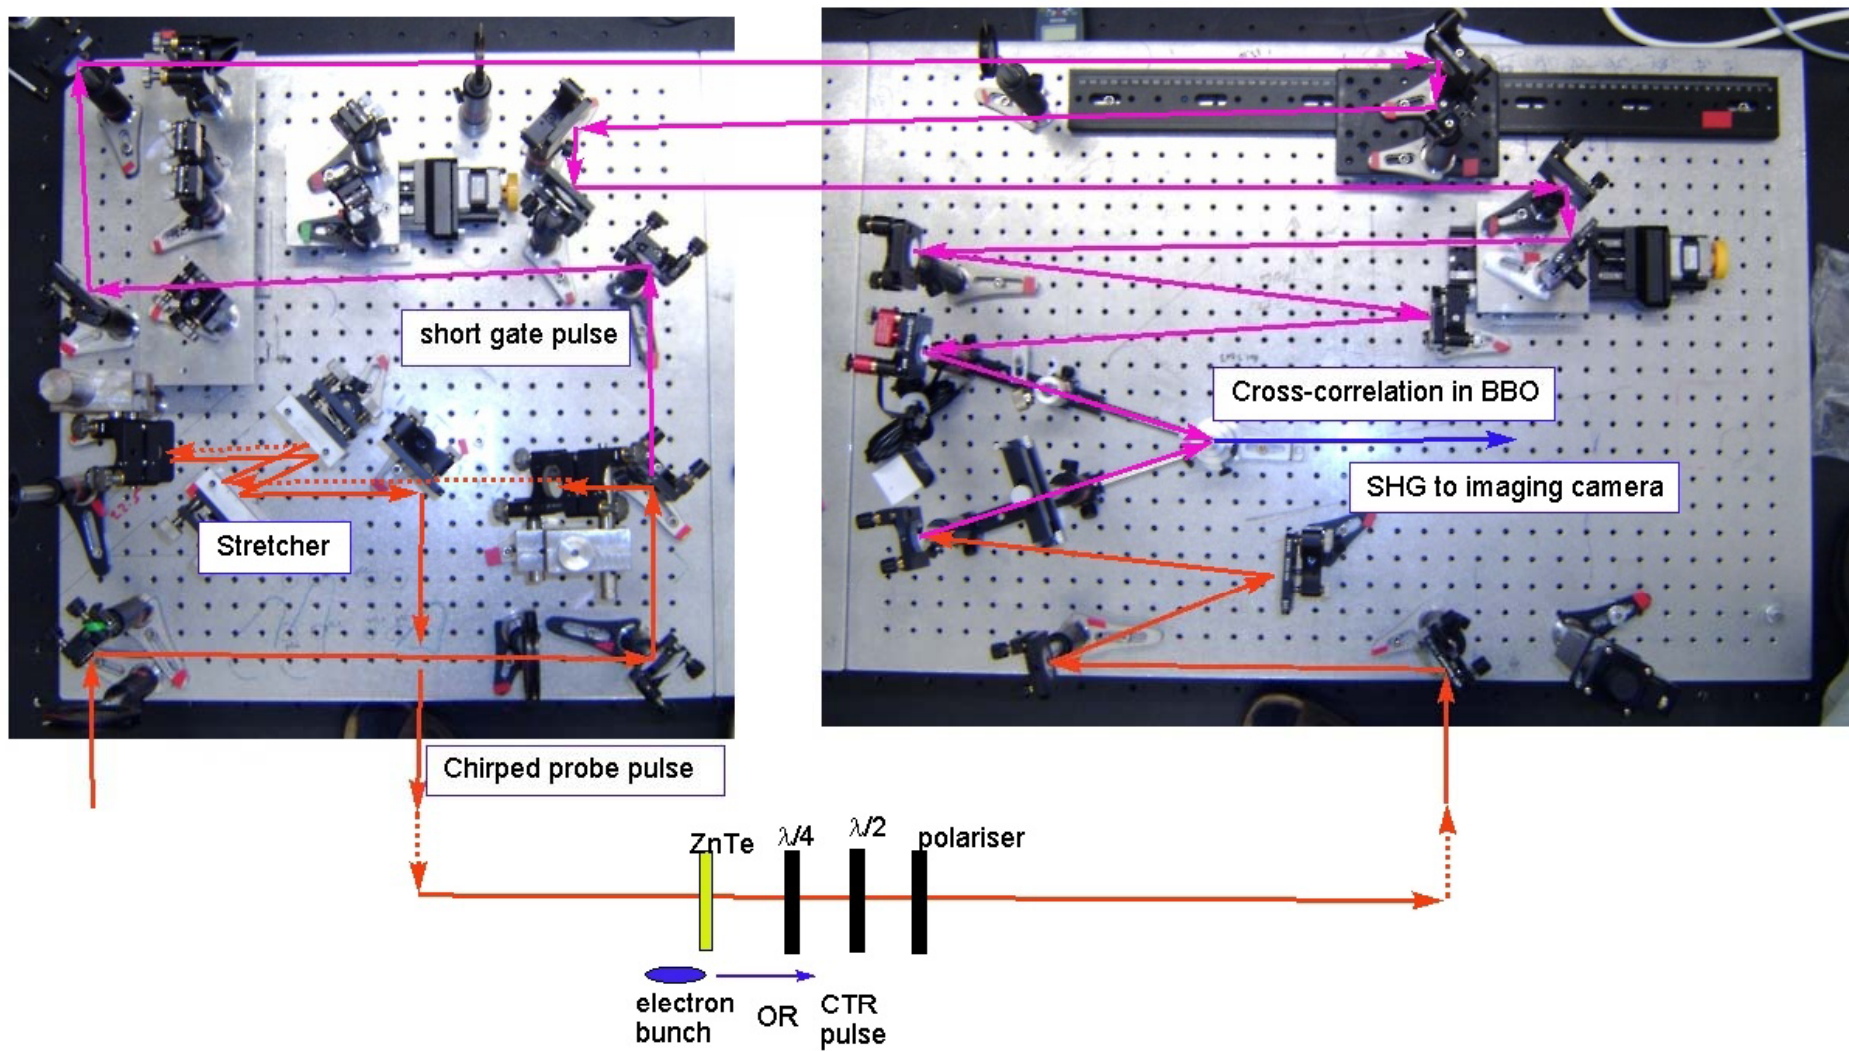 short gate pulse
Cross-correlation in BBO
SHG to imaging camera
Stretcher
Chirped probe pulse
ZnTe
λ/4
λ/2
polariser
electron
bunch
OR
CTR
pulse